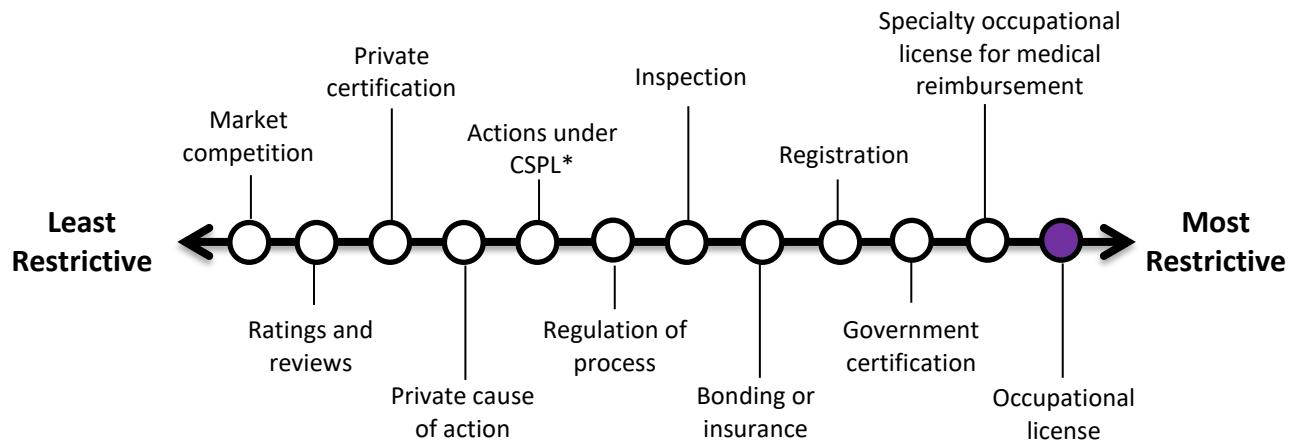 Specialty occupational
license for medical
reimbursement
Private
certification
Inspection
Market
competition
Actions under
CSPL*
Registration
Least
Restrictive
Most
Restrictive
Ratings and
reviews
Regulation of
process
Government
certification
Private cause
of action
Bonding or
insurance
Occupational
license